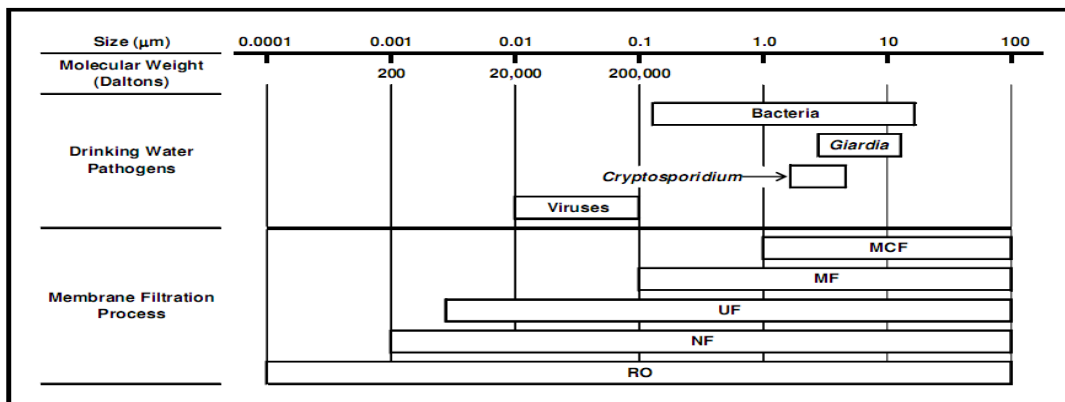 Size (μm) 0.0001 0.001 0.01 0.1 1.0 10 100
Molecular Weight
(Daltons) 200 20,000 200,000
Drinking Water
Pathogens
Bacteria
Giardia
Cryptosporidium
Viruses
Membrane Filtration
Process
MCF
MF
UF
NF
RO